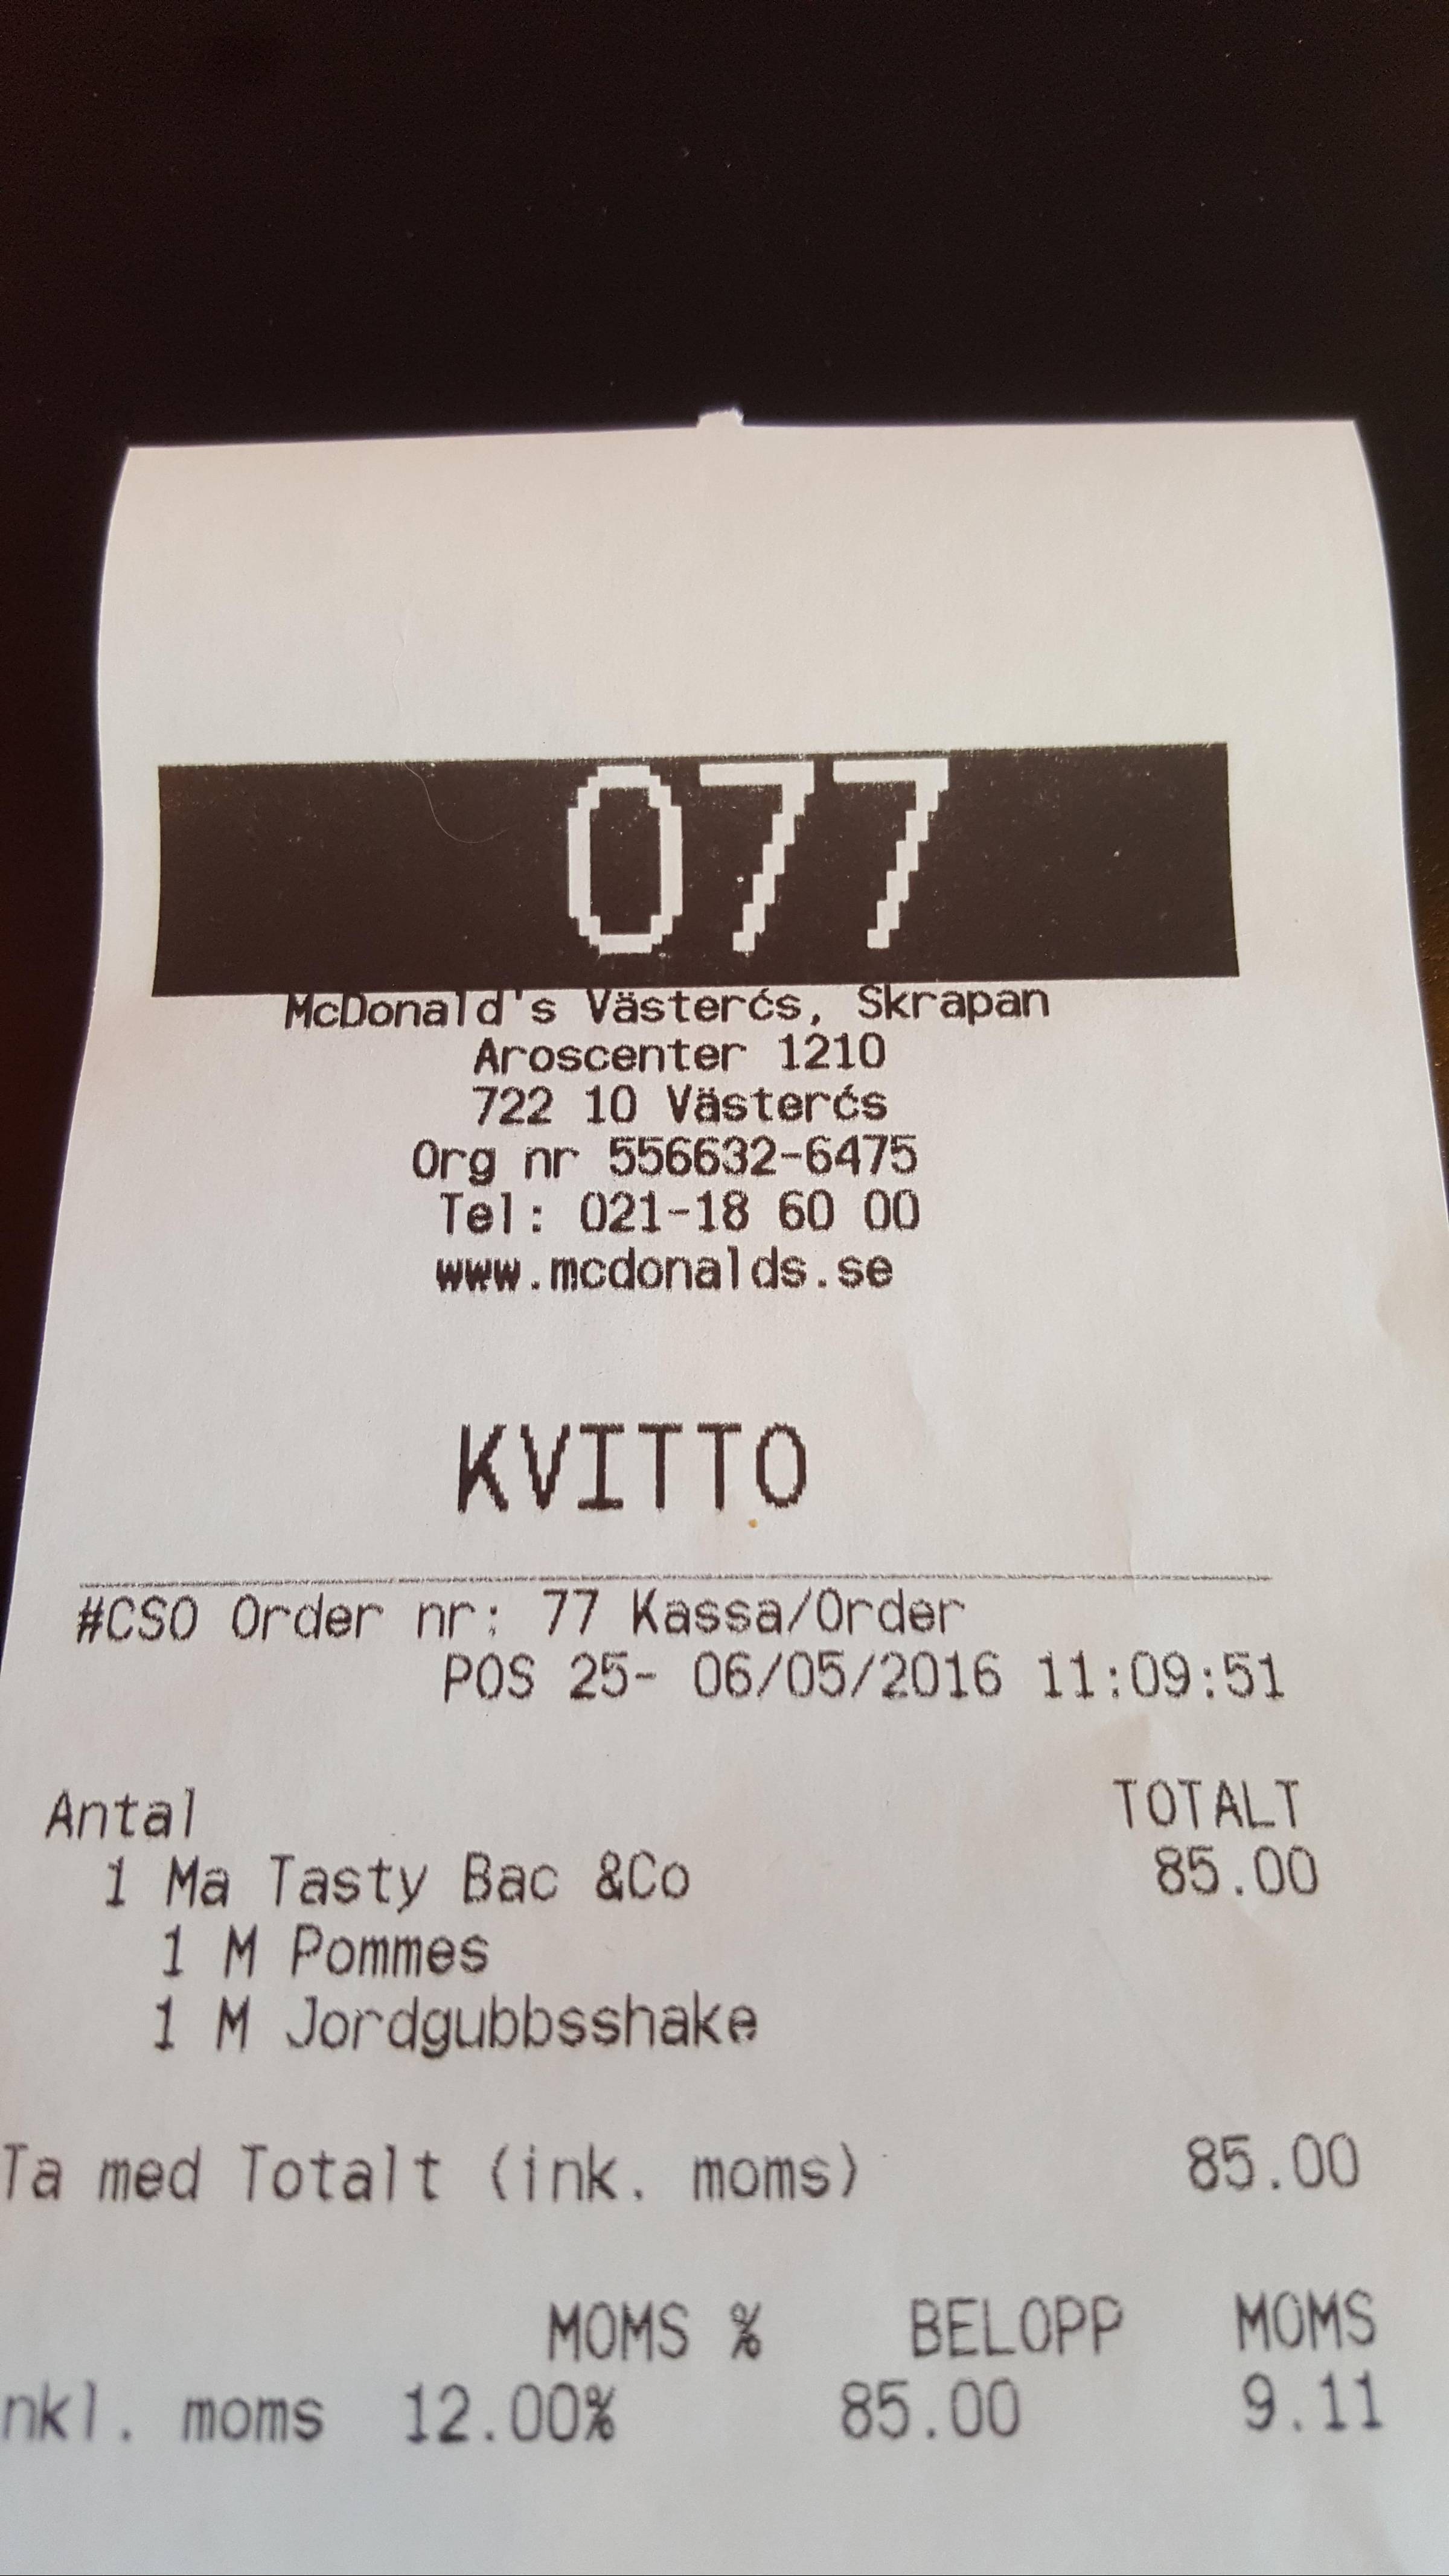 077
McDonald's Västerćs, Skrapan
Aroscenter 1210
722 10 Västerćs
Org nr 556632-6475
Tel: 021-18 60 00
www.mcdonalds.se
KVITTO
#CSO Order nr: 77 Kassa/Order
POS 25- 06/05/2016 11:09:51
Antal TOTALT
1 Ma Tasty Bac &Co 85.00
1 M Pommes
1 M Jordgubbsshake
Ta med Totalt (ink. moms) 85.00
MOMS % BELOPP MOMS
nkl. moms 12.00% 85.00 9.11